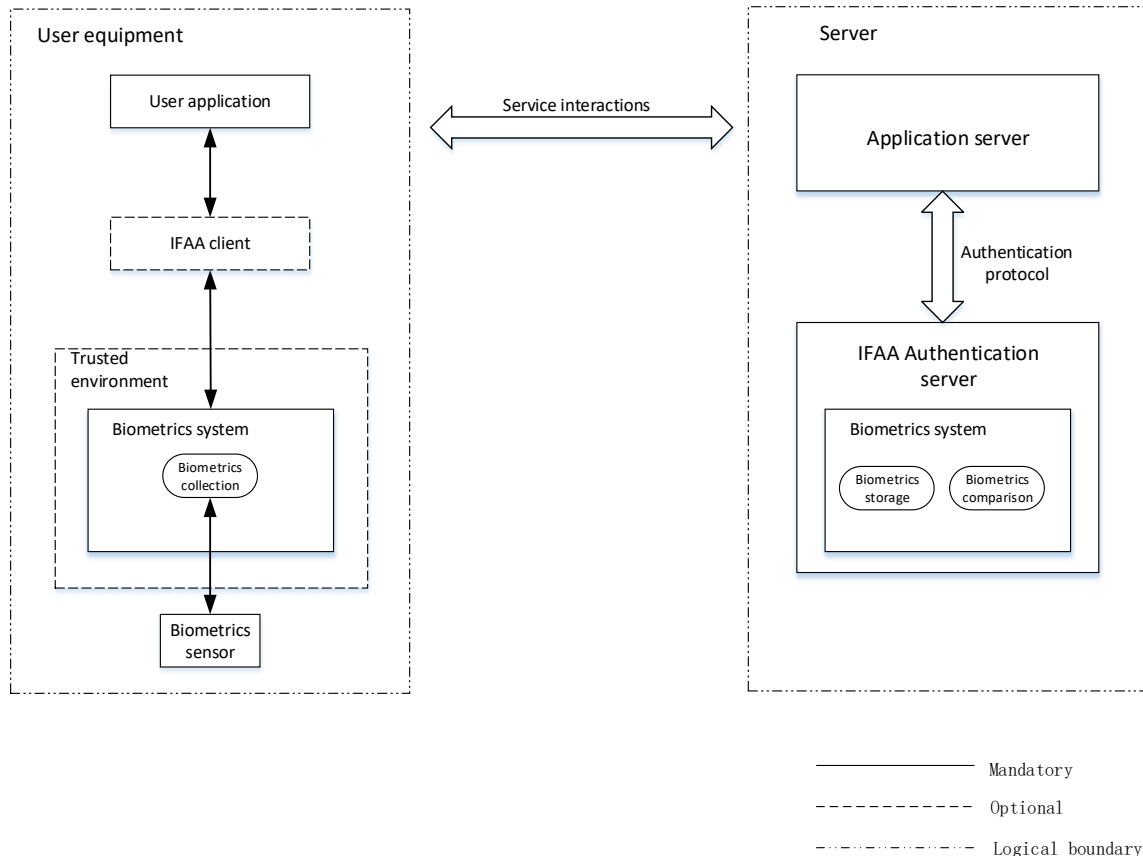 User equipment
User application
IFAA client
Trusted
environment
Biometrics system
Biometrics
collection
Biometrics
sensor
Service interactions
Server
Application server
Authentication
protocol
IFAA Authentication
server
Biometrics system
Biometrics
storage
Biometrics
comparison
Mandatory
Optional
Logical boundary